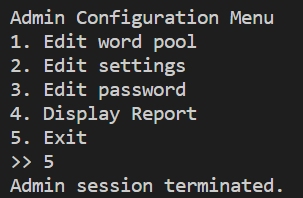 Admin Configuration Menu
1. Edit word pool
2. Edit settings
3. Edit password
4. Display Report
5. Exit
>> 5
Admin session terminated.